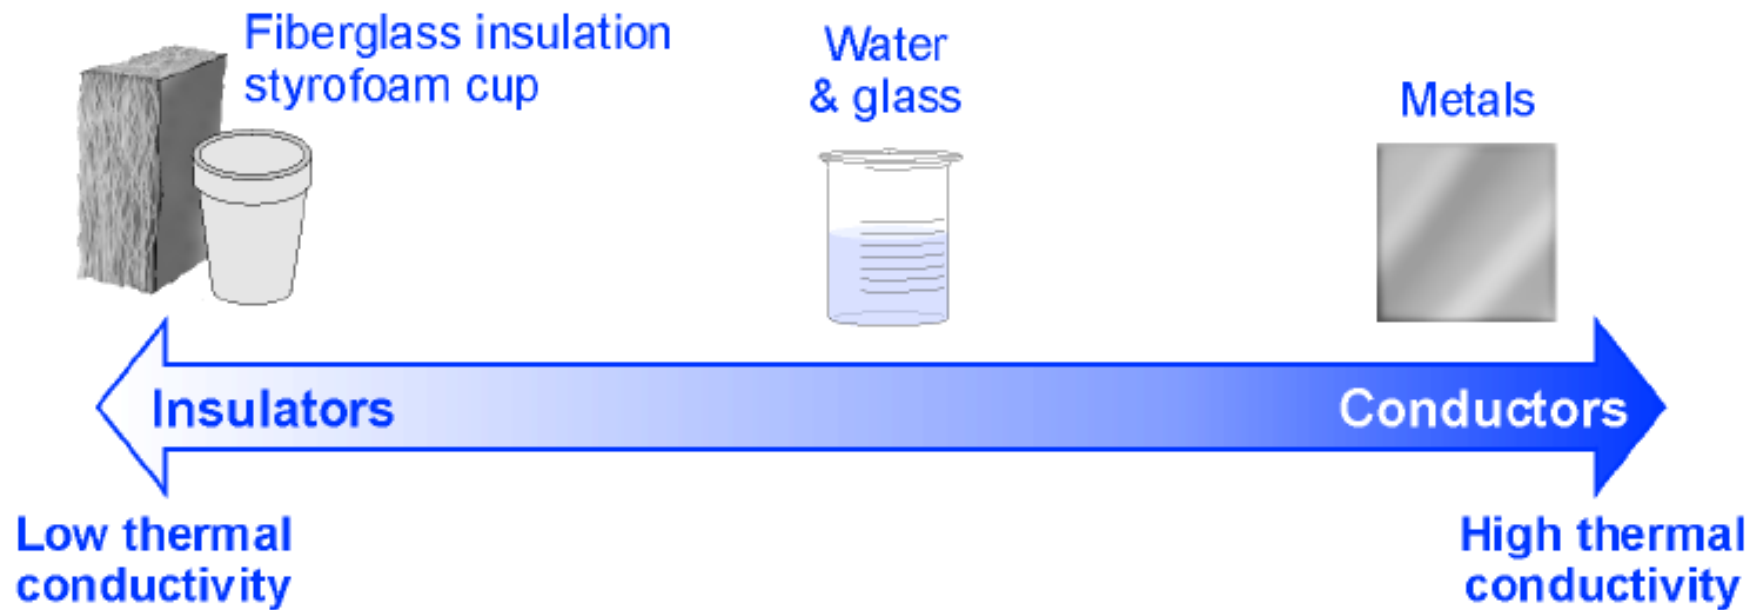 Fiberglass insulation
styrofoam cup
Water
& glass
Metals
Insulators
Conductors
Low thermal
conductivity
High thermal
conductivity